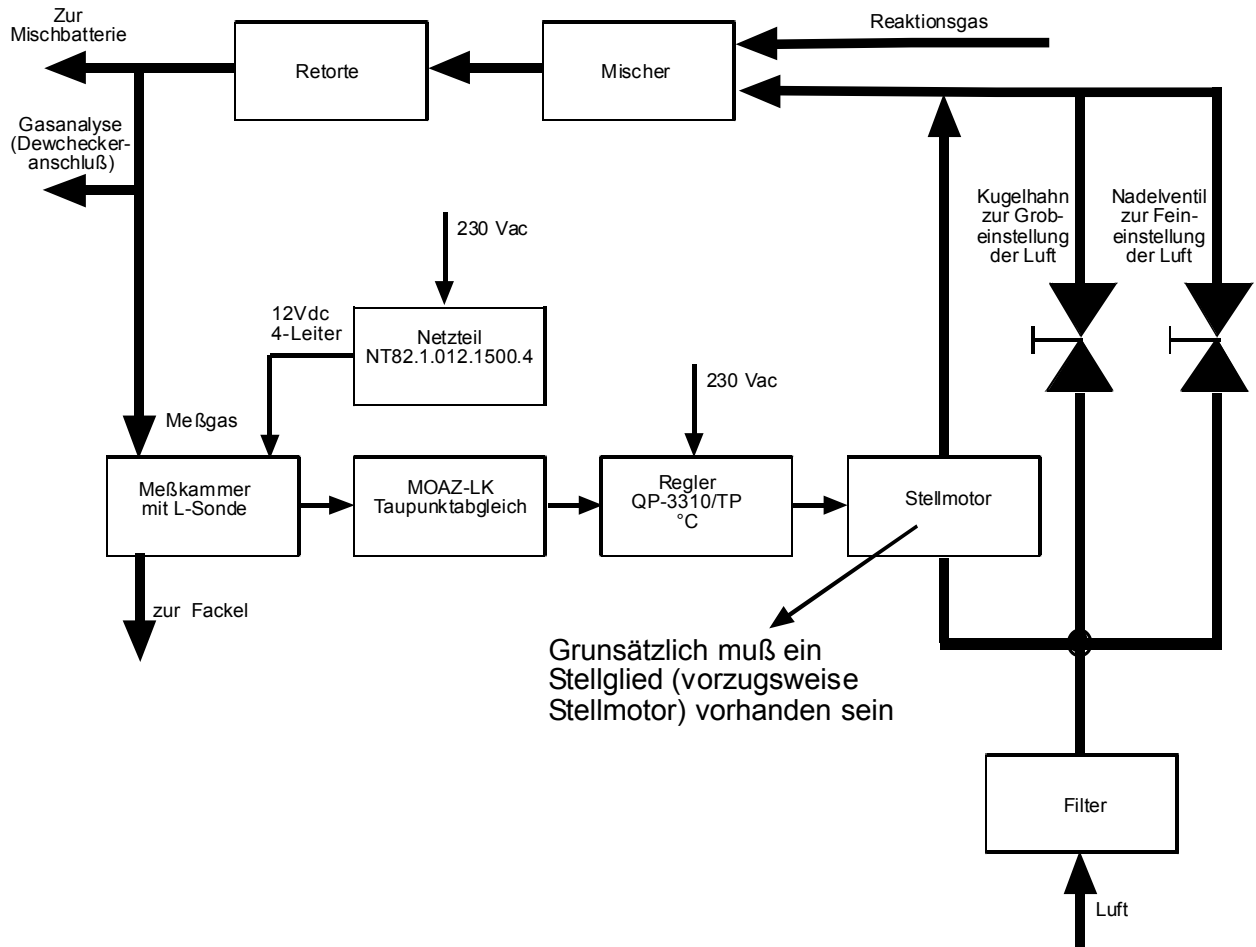 Zur
Mischbatterie
Reaktionsgas
Retorte
Mischer
Gasanalyse
(Dewchecker-
anschluß)
Kugelhahn
zur Grob-
einstellung
der Luft
Nadelventil
zur Fein-
einstellung
der Luft
230 Vac
12Vdc
4-Leiter
Netzteil
NT82.1.012.1500.4
230 Vac
Meßgas
Meßkammer
mit L-Sonde
MOAZ-LK
Taupunktabgleich
Regler
QP-3310/TP
°C
Stellmotor
zur Fackel
Grunsätzlich muß ein
Stellglied (vorzugsweise
Stellmotor) vorhanden sein
Filter
Luft